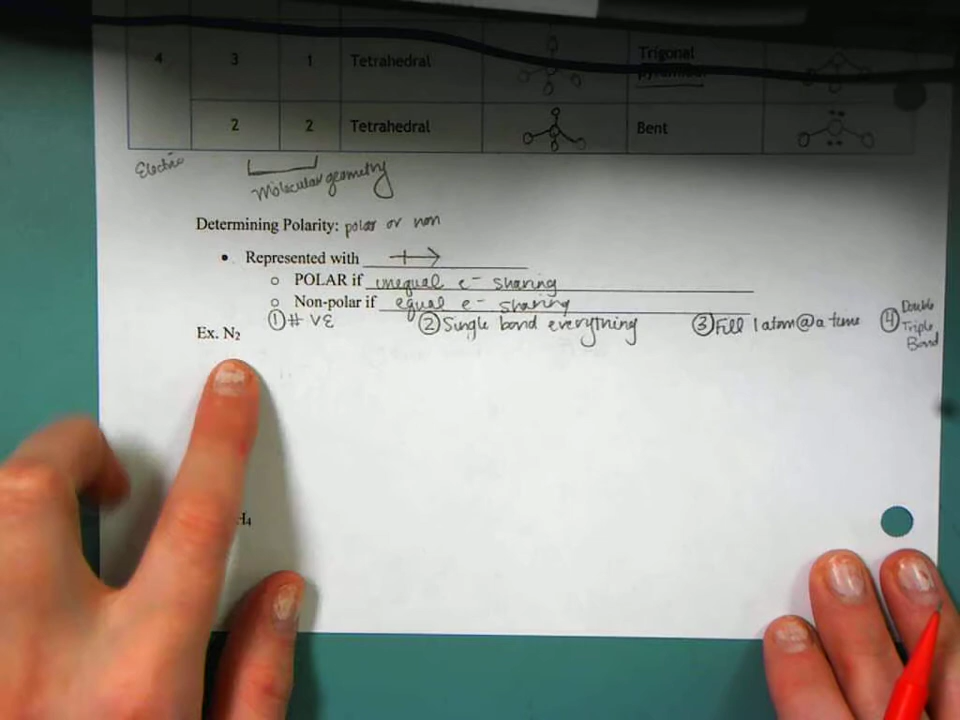 4 3 1 Tetrahedral Trigonal
pyramidal
2 2 Tetrahedral Bent
Molecular geometry
Determining Polarity: polar or non
• Represented with
o POLAR if unequal e- sharing
o Non-polar if equal e- sharing
① # VE ② Single bond everything ③ Fill 1 atom @ a time ④ Double
Triple
Bond
Ex. N₂
H₄